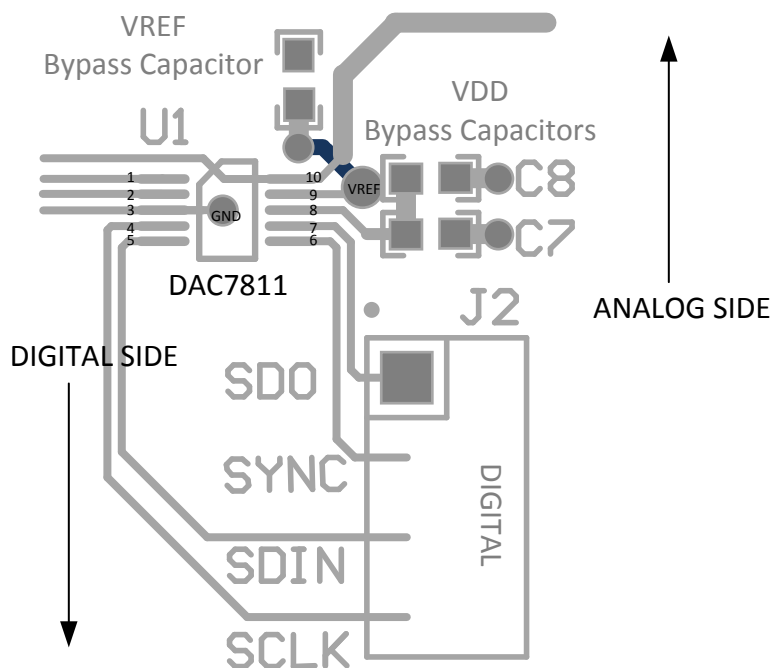 VREF
Bypass Capacitor
VDD
Bypass Capacitors
U1
1
2
3
4
5
10
9
8
7
6
GND
VREF
C8
C7
DAC7811
J2
ANALOG SIDE
DIGITAL SIDE
SDO
SYNC
SDIN
SCLK
DIGITAL